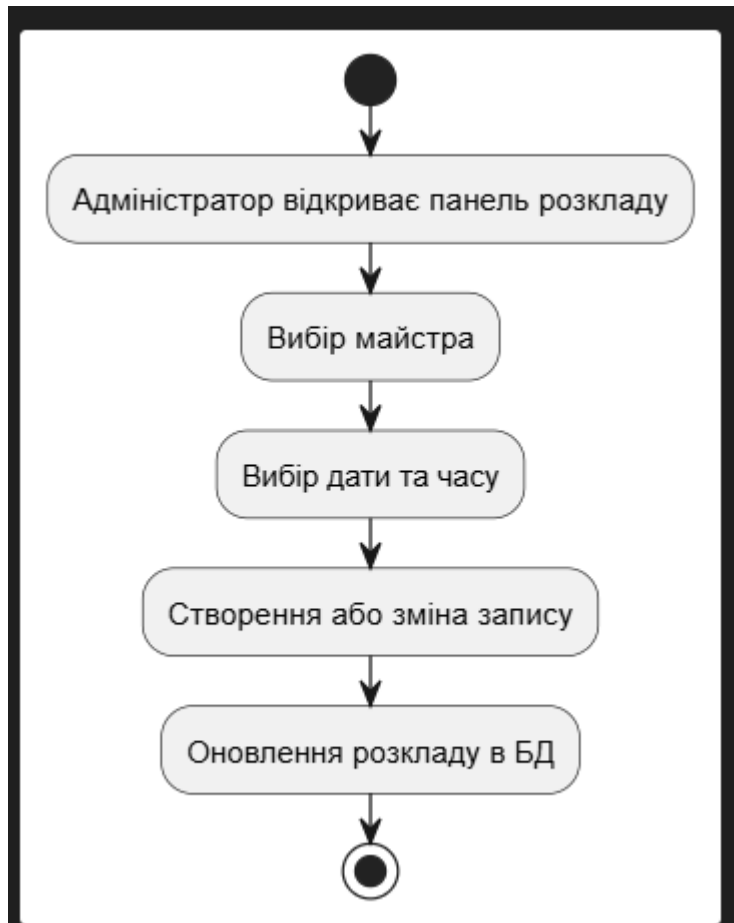 Адміністратор відкриває панель розкладу
Вибір майстра
Вибір дати та часу
Створення або зміна запису
Оновлення розкладу в БД